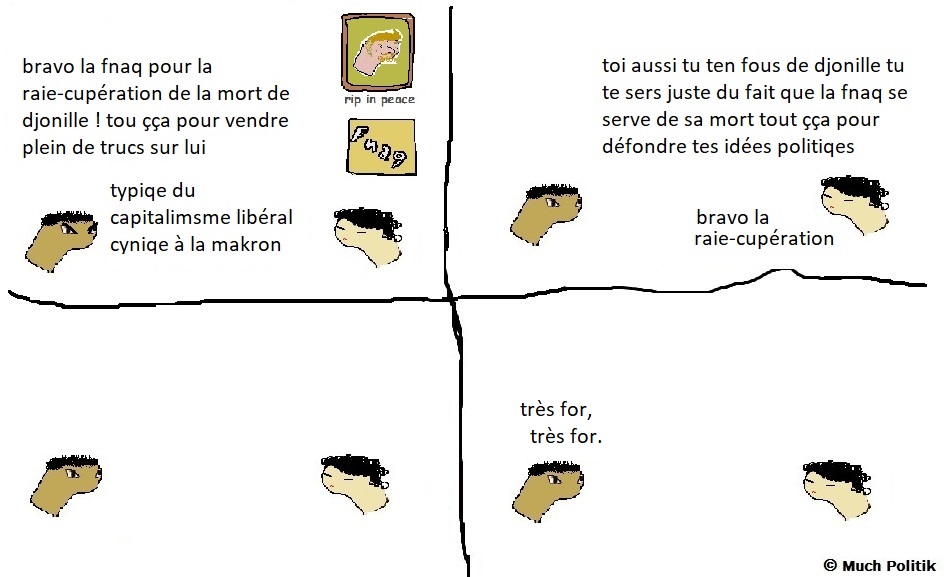 bravo la fnaq pour la
raie-cupération de la mort de
djonille ! tou çça pour vendre
plein de trucs sur lui
rip in peace
Fnaq
typiqe du
capitalimsme libéral
cyniqe à la makron
toi aussi tu ten fous de djonille tu
te sers juste du fait que la fnaq se
serve de sa mort tout çça pour
défondre tes idées politiqes
bravo la
raie-cupération
très for,
très for.
© Much Politik